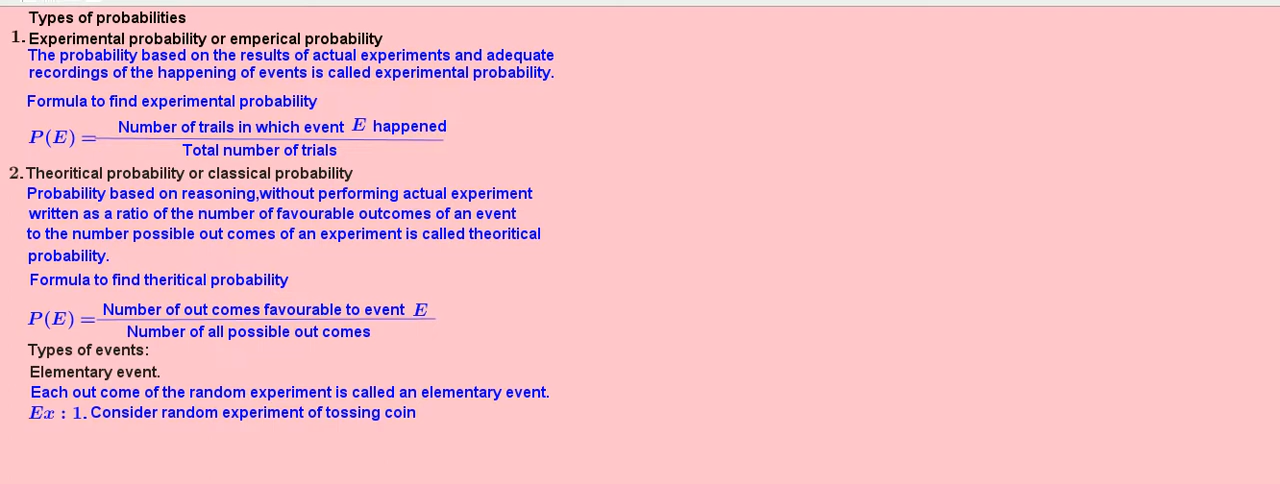 Types of probabilities
1. Experimental probability or emperical probability
The probability based on the results of actual experiments and adequate
recordings of the happening of events is called experimental probability.
Formula to find experimental probability
P(E) = Number of trails in which event E happened
Total number of trials
2. Theoritical probability or classical probability
Probability based on reasoning,without performing actual experiment
written as a ratio of the number of favourable outcomes of an event
to the number possible out comes of an experiment is called theoritical
probability.
Formula to find theritical probability
P(E) = Number of out comes favourable to event E
Number of all possible out comes
Types of events:
Elementary event.
Each out come of the random experiment is called an elementary event.
Ex : 1. Consider random experiment of tossing coin